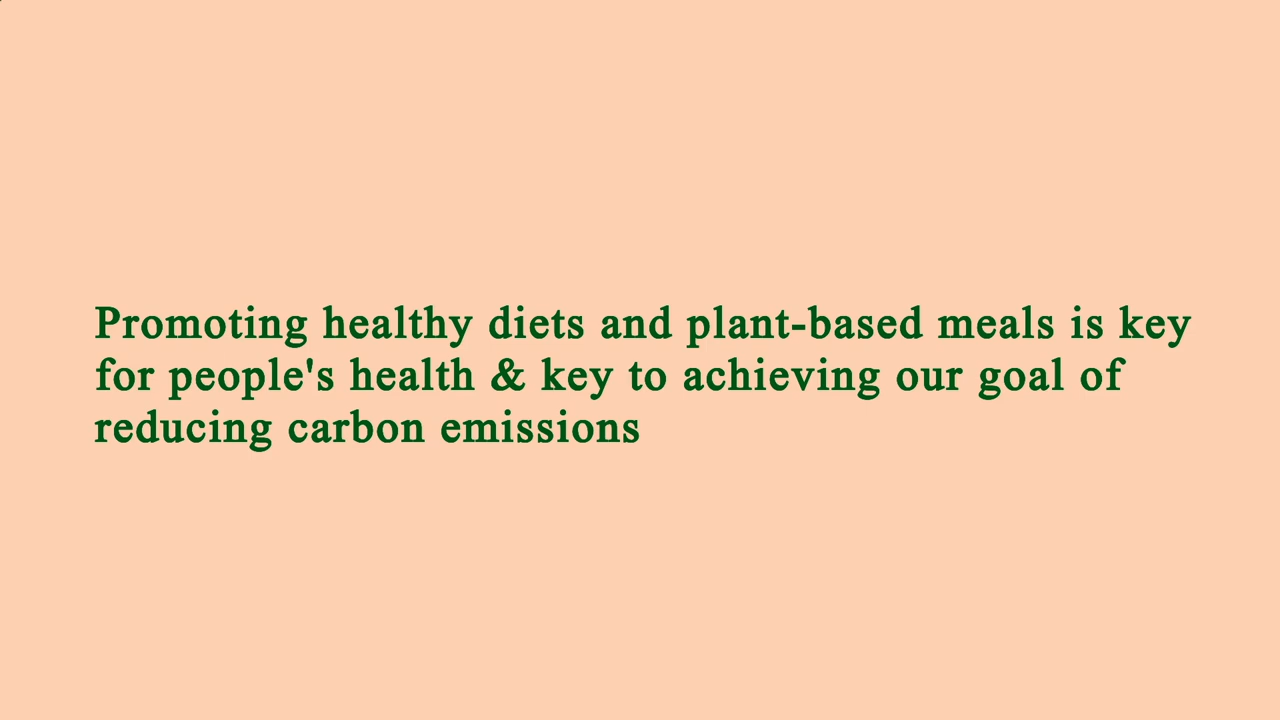 Promoting healthy diets and plant-based meals is key
for people's health & key to achieving our goal of
reducing carbon emissions